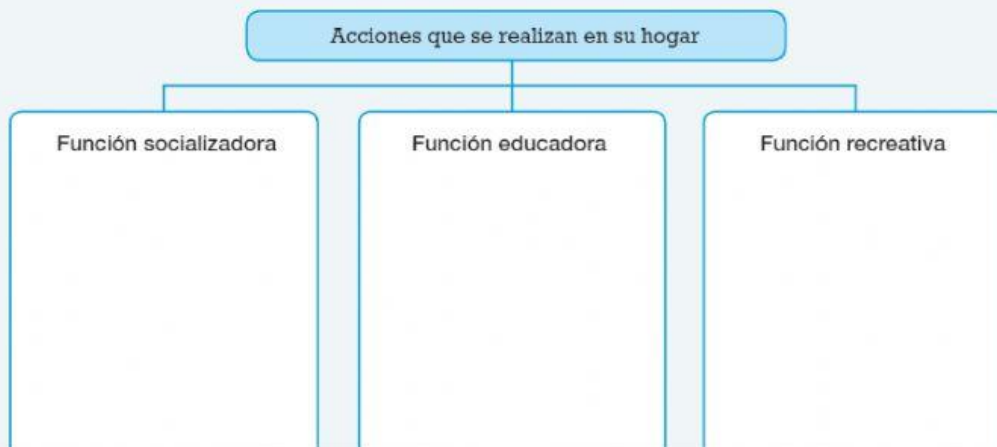 Acciones que se realizan en su hogar
Función socializadora
Función educadora
Función recreativa